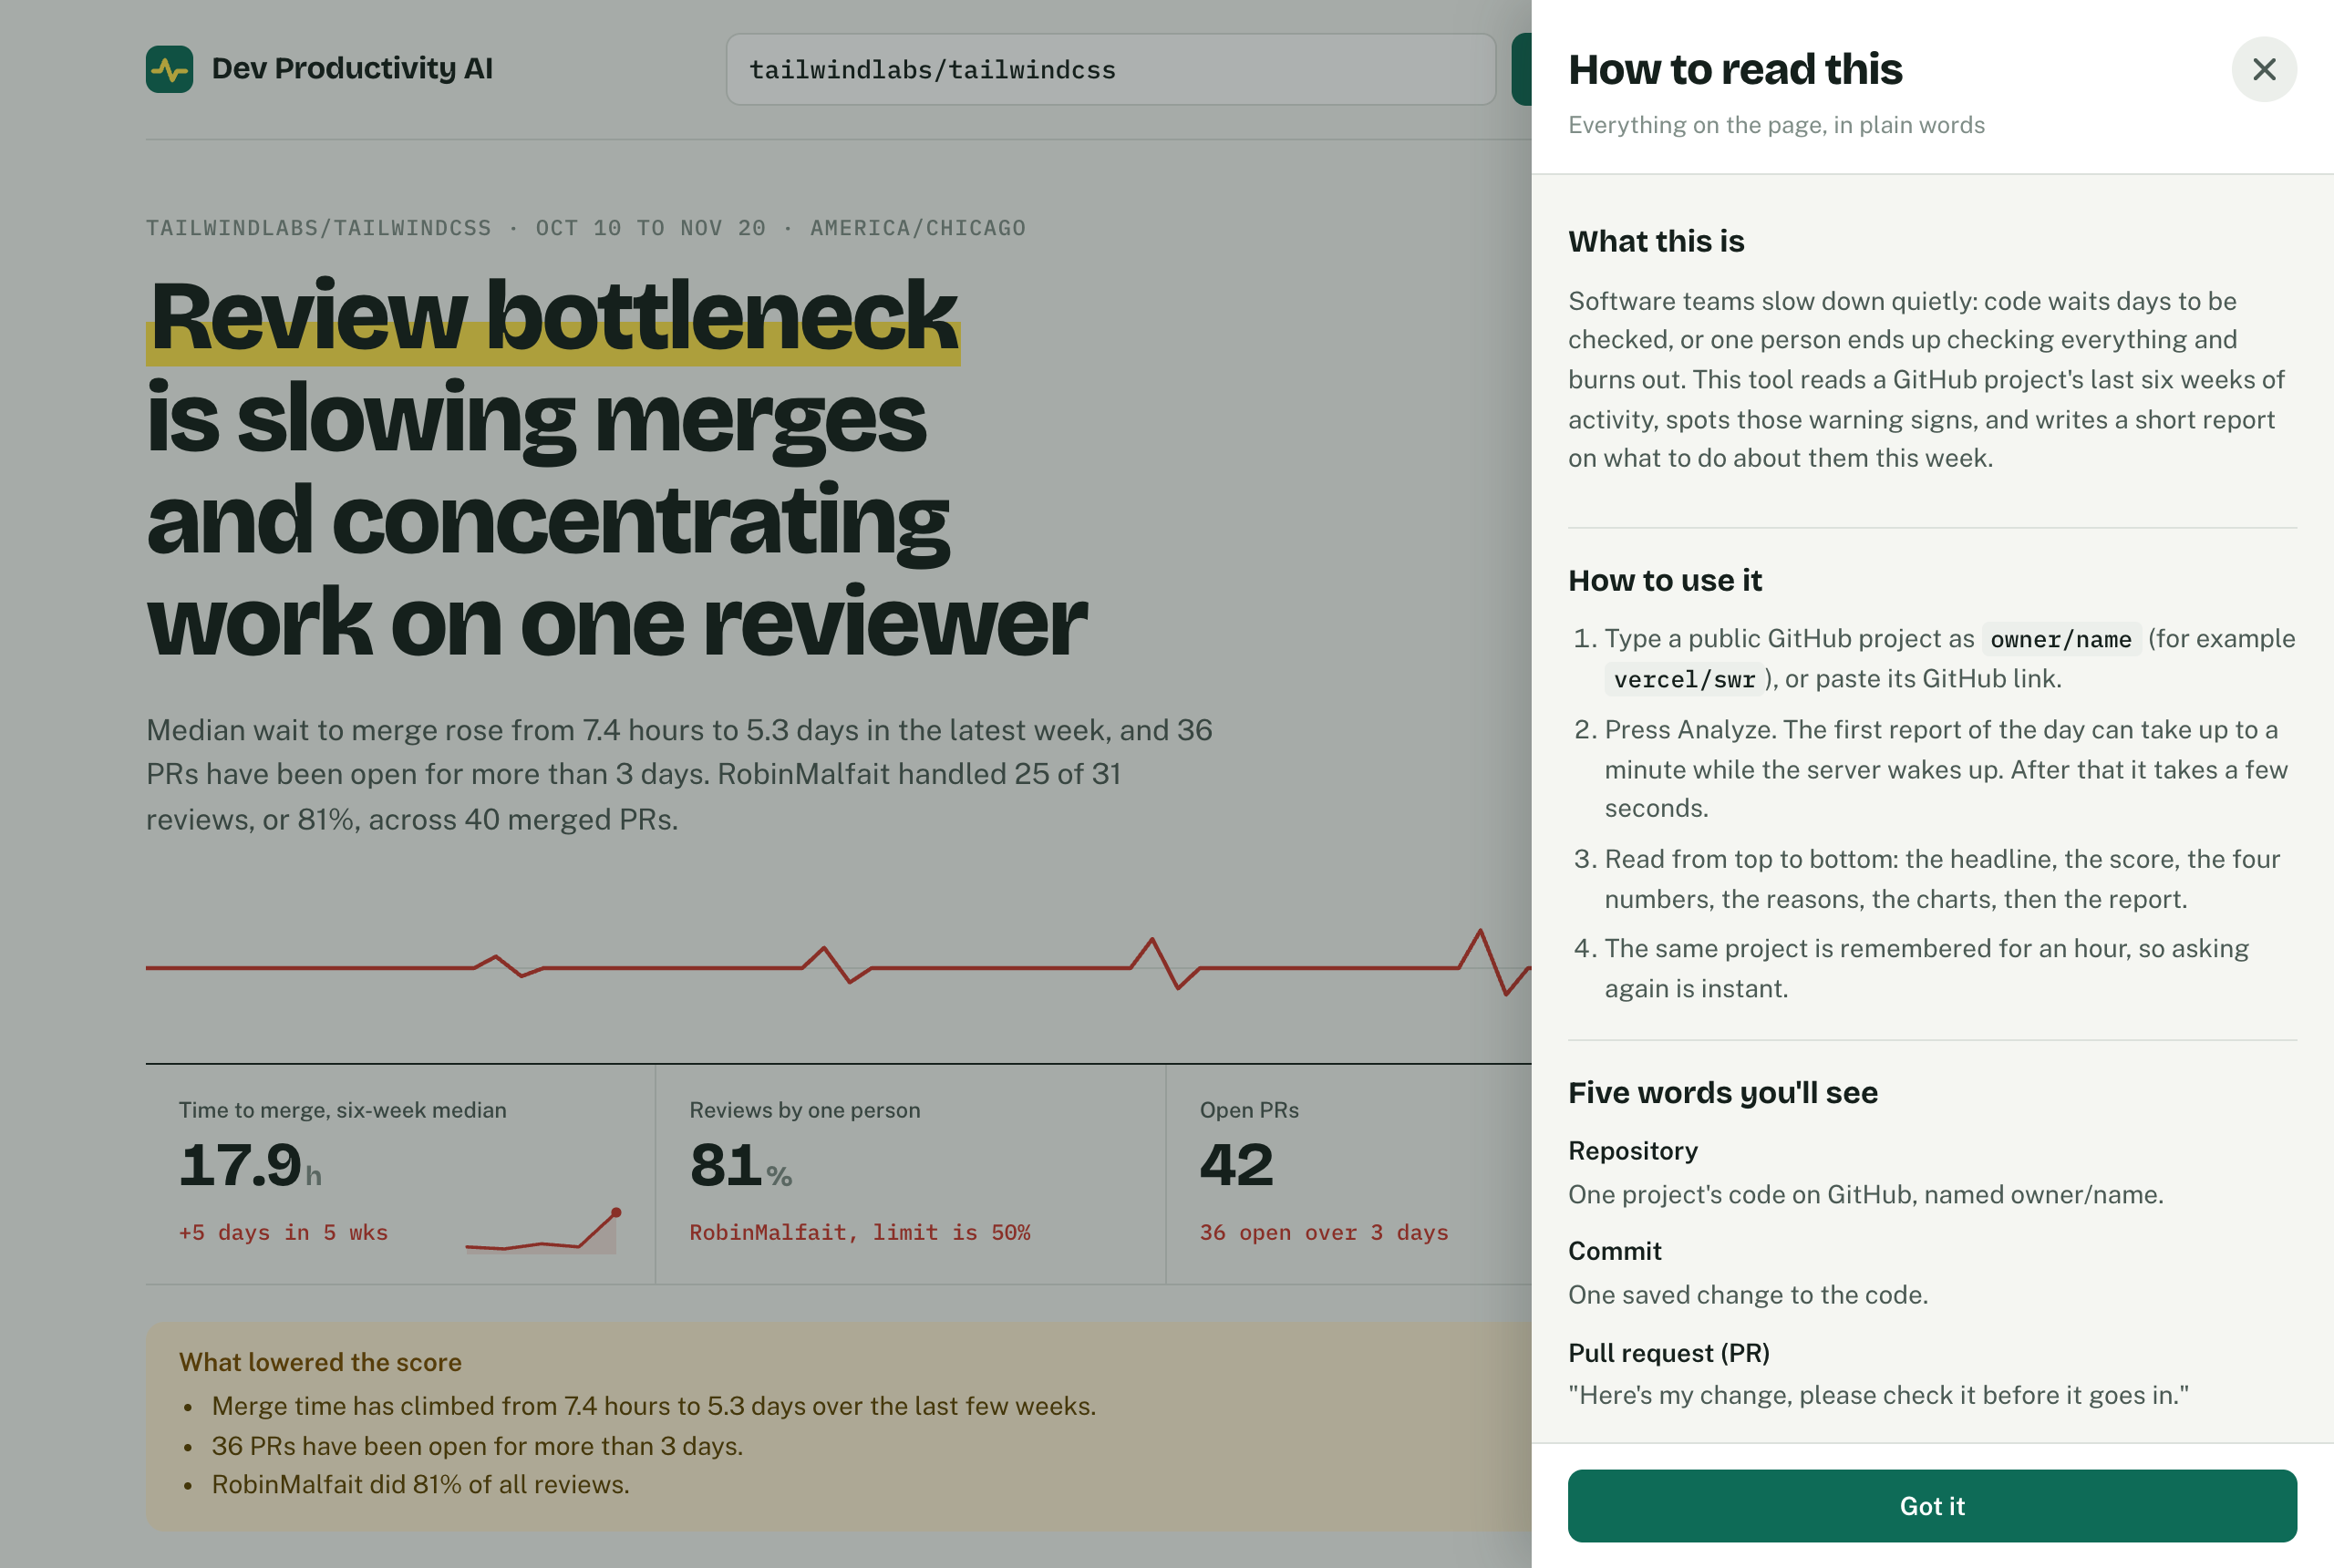 Dev Productivity AI
tailwindlabs/tailwindcss
TAILWINDLABS/TAILWINDCSS · OCT 10 TO NOV 20 · AMERICA/CHICAGO
Review bottleneck
is slowing merges
and concentrating
work on one reviewer
Median wait to merge rose from 7.4 hours to 5.3 days in the latest week, and 36
PRs have been open for more than 3 days. RobinMalfait handled 25 of 31
reviews, or 81%, across 40 merged PRs.
Time to merge, six-week median
17.9h
+5 days in 5 wks
Reviews by one person
81%
RobinMalfait, limit is 50%
Open PRs
42
36 open over 3 days
What lowered the score
• Merge time has climbed from 7.4 hours to 5.3 days over the last few weeks.
• 36 PRs have been open for more than 3 days.
• RobinMalfait did 81% of all reviews.
How to read this
Everything on the page, in plain words
What this is
Software teams slow down quietly: code waits days to be
checked, or one person ends up checking everything and
burns out. This tool reads a GitHub project's last six weeks of
activity, spots those warning signs, and writes a short report
on what to do about them this week.
How to use it
1. Type a public GitHub project as owner/name (for example
vercel/swr), or paste its GitHub link.
2. Press Analyze. The first report of the day can take up to a
minute while the server wakes up. After that it takes a few
seconds.
3. Read from top to bottom: the headline, the score, the four
numbers, the reasons, the charts, then the report.
4. The same project is remembered for an hour, so asking
again is instant.
Five words you'll see
Repository
One project's code on GitHub, named owner/name.
Commit
One saved change to the code.
Pull request (PR)
"Here's my change, please check it before it goes in."
Got it